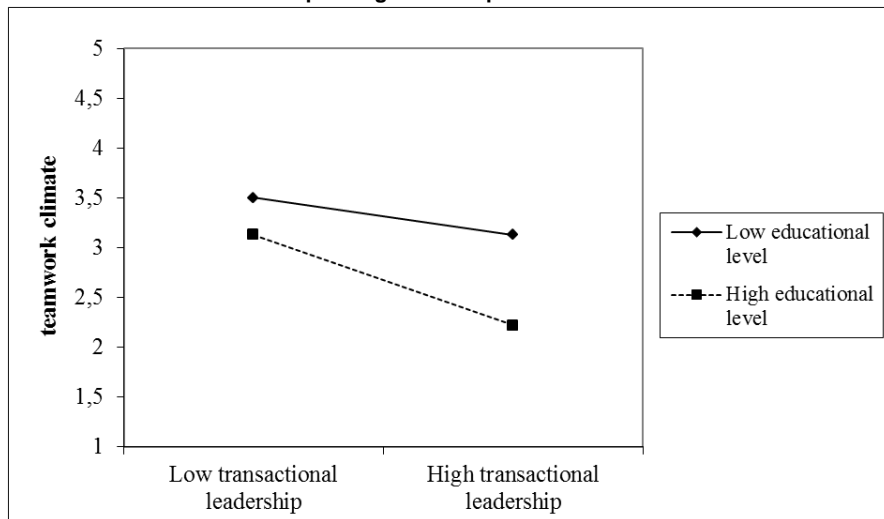 5
4,5
4
3,5
3
2,5
2
1,5
1
teamwork climate
Low transactional
leadership
High transactional
leadership
Low educational
level
High educational
level